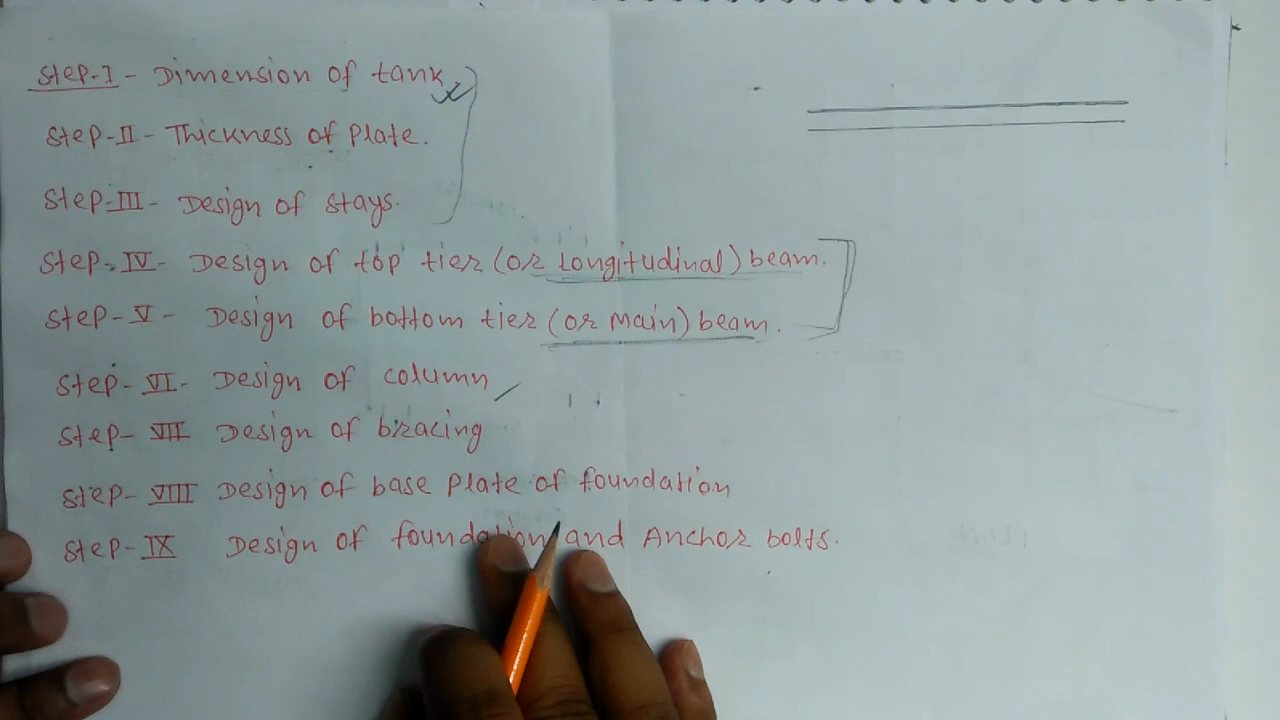 Step-I - Dimension of tank
Step-II - Thickness of Plate.
Step-III - Design of stays.
Step-IV- Design of top tier (or Longitudinal) beam.
Step-V- Design of bottom tier (or main) beam.
Step-VI- Design of column
Step-VII Design of bracing
Step-VIII Design of base Plate of foundation
Step-IX Design of foundation and Anchor bolts.